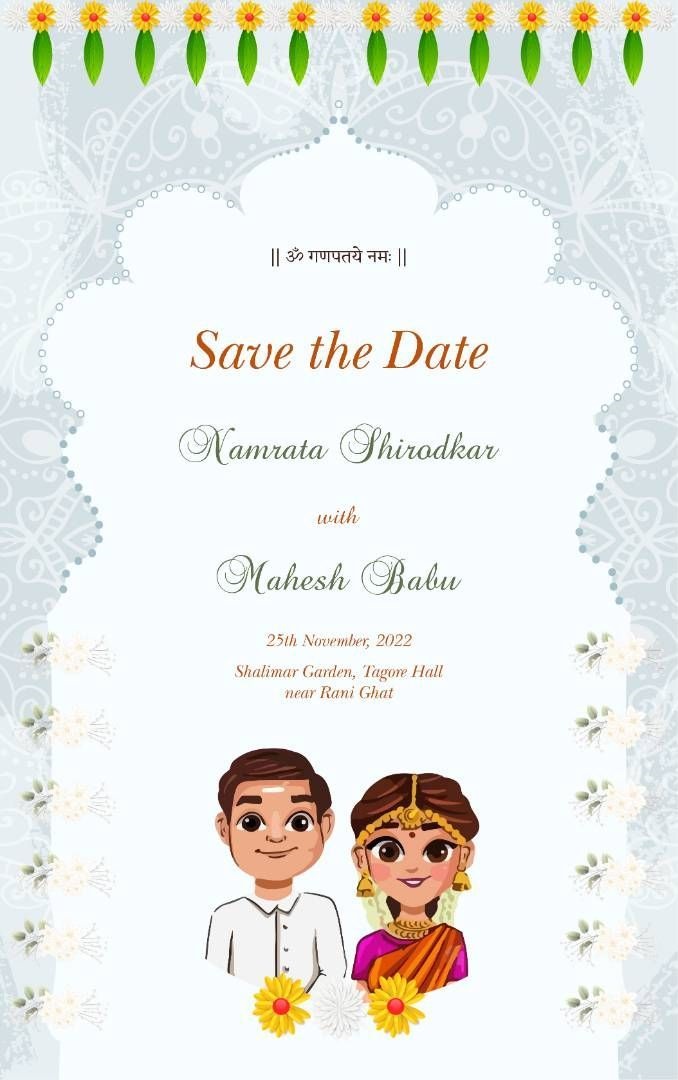 || ॐ गणपतये नमः ||
Save the Date
Namrata Shirodkar
with
Mahesh Babu
25th November, 2022
Shalimar Garden, Tagore Hall
near Rani Ghat